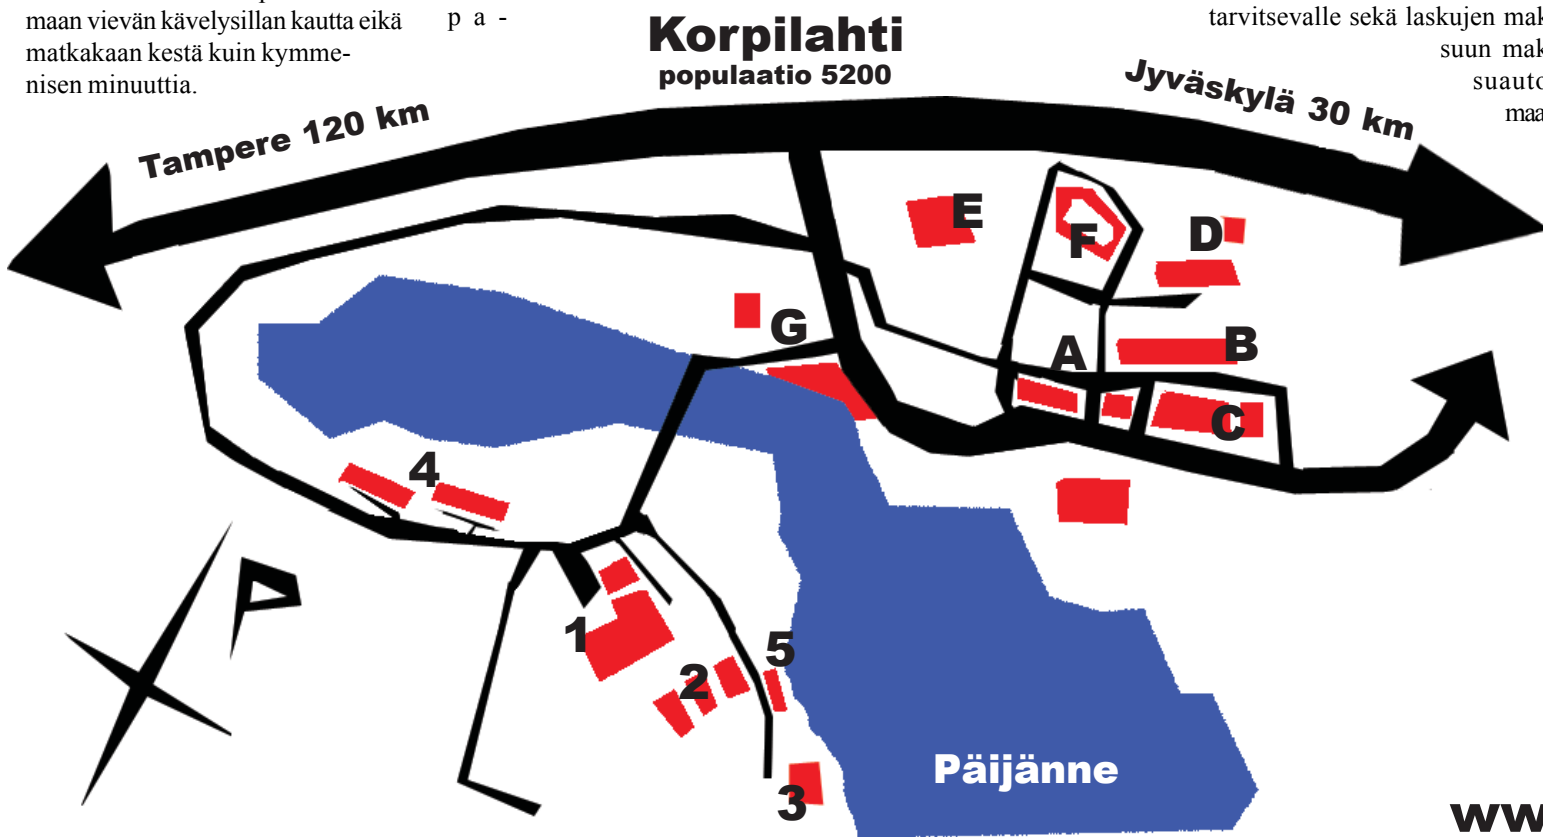 maan vievän kävelysillan kautta eikä
matkakaan kestä kuin kymme-
nisen minuuttia.
p a -
Korpilahti
populaatio 5200
tarvitsevalle sekä laskujen mak
suun mak
suauto
maa
Tampere 120 km
Jyväskylä 30 km
E
F
D
G
A
B
C
4
1
2
5
3
P
Päijänne
ww